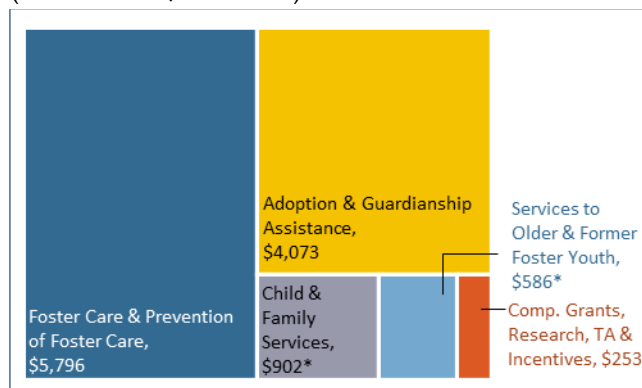 Adoption & Guardianship
Assistance,
$4,073
Services to
Older & Former
Foster Youth,
$586*
Foster Care & Prevention
of Foster Care,
$5,796
Child &
Family
Services,
$902*
Comp. Grants,
Research, TA &
Incentives, $253